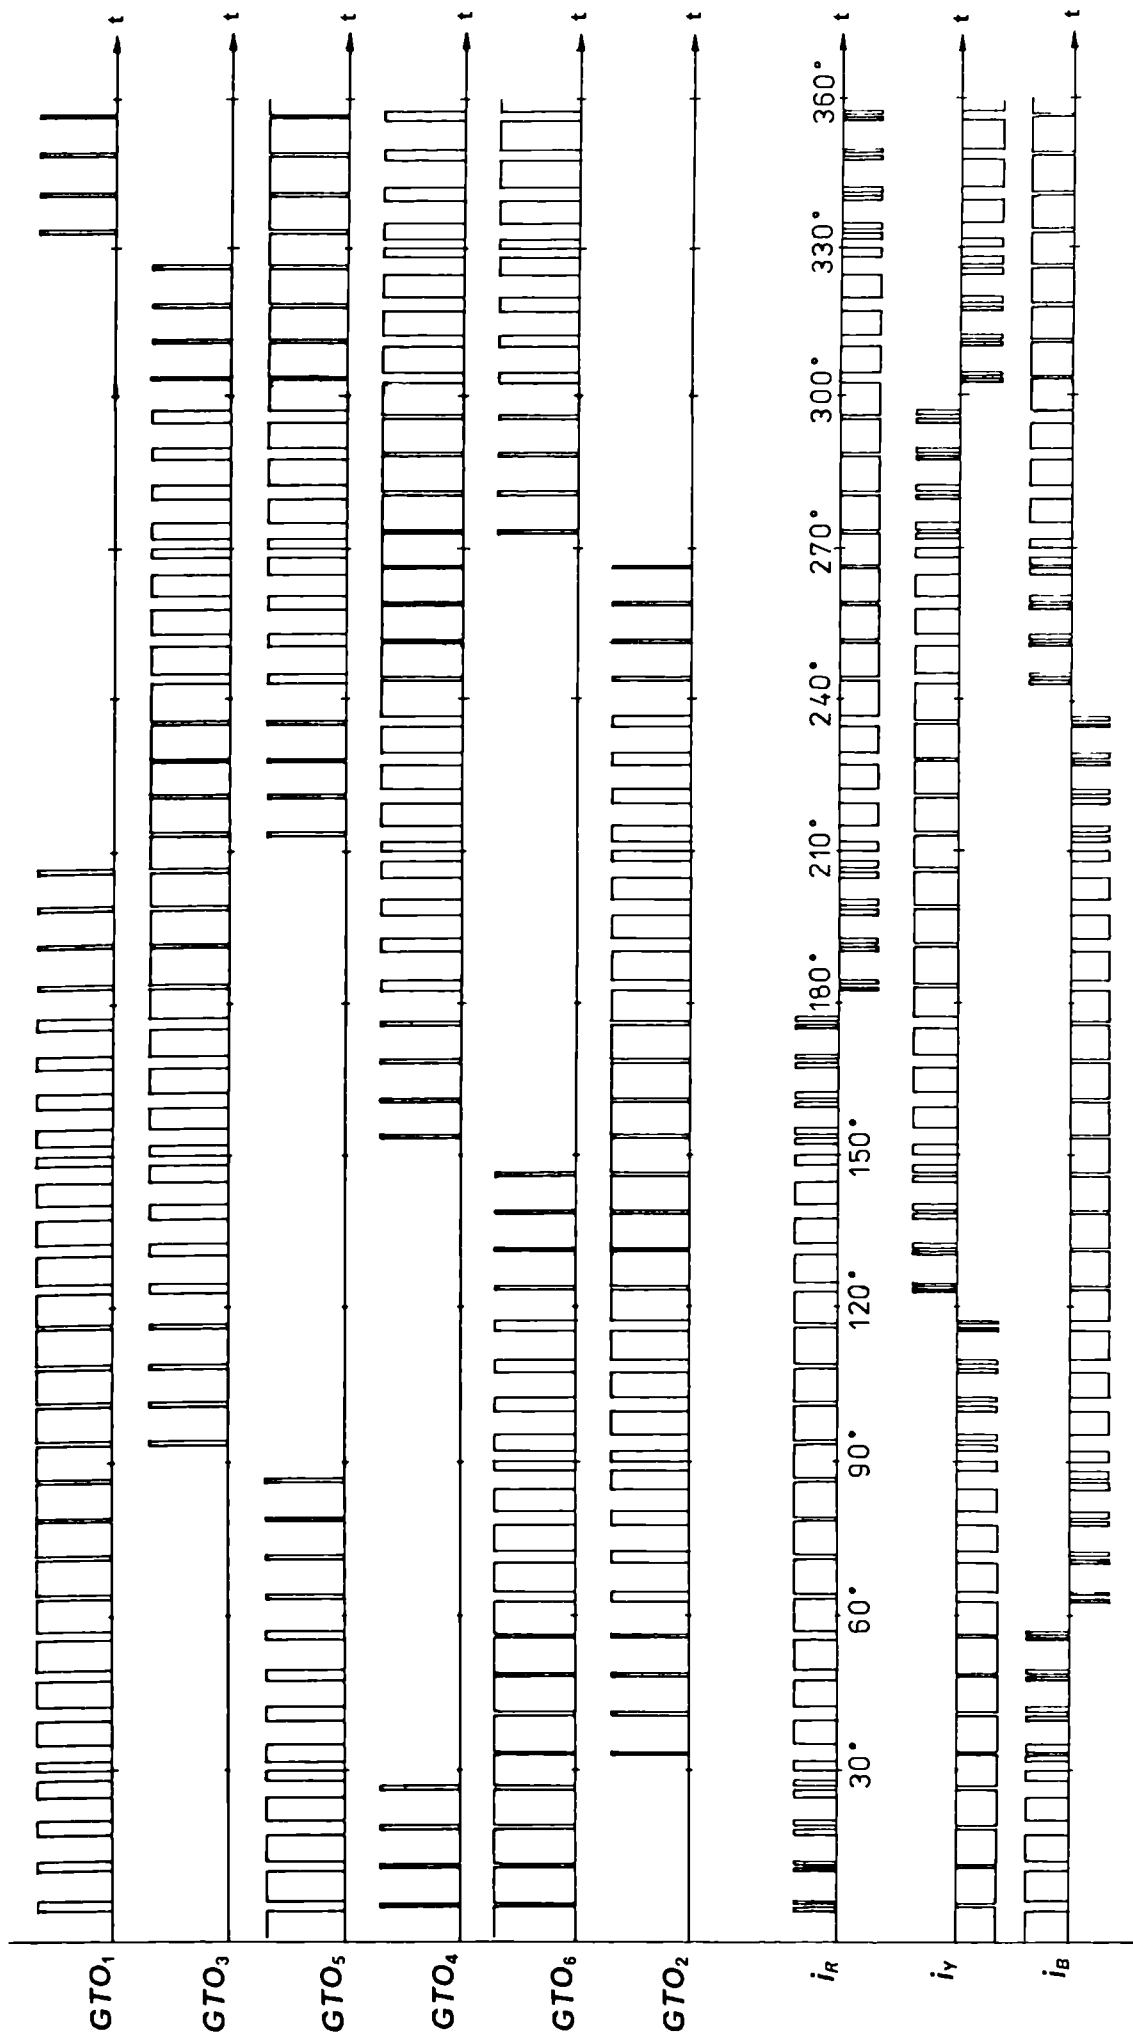 GTO₁ t
GTO₃ t
GTO₅ t
GTO₄ t
GTO₆ t
GTO₂ t
i_R t
30° 60° 90° 120° 150° 180° 210° 240° 270° 300° 330° 360°
i_Y t
i_B t